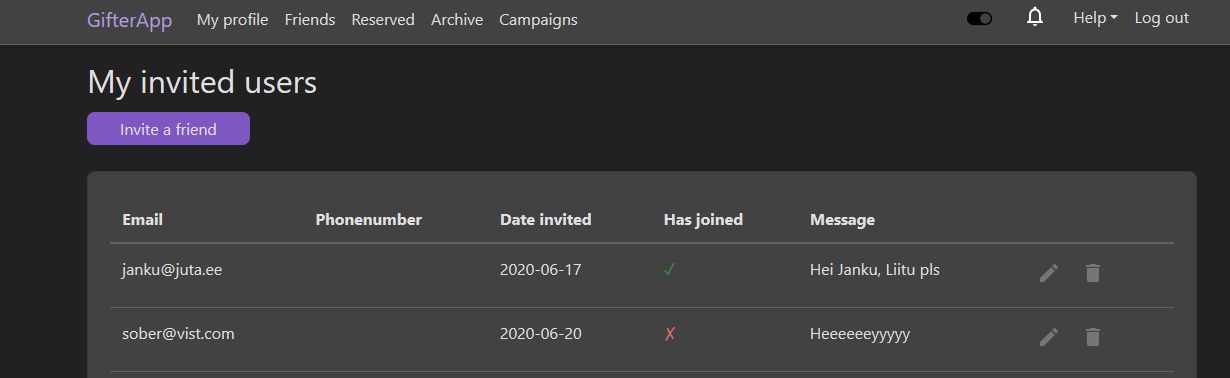 GifterApp My profile Friends Reserved Archive Campaigns Help Log out
My invited users
Invite a friend
Email Phonenumber Date invited Has joined Message
janku@juta.ee 2020-06-17 ✓ Hei Janku, Liitu pls
sober@vist.com 2020-06-20 ✗ Heeeeeeyyyyy